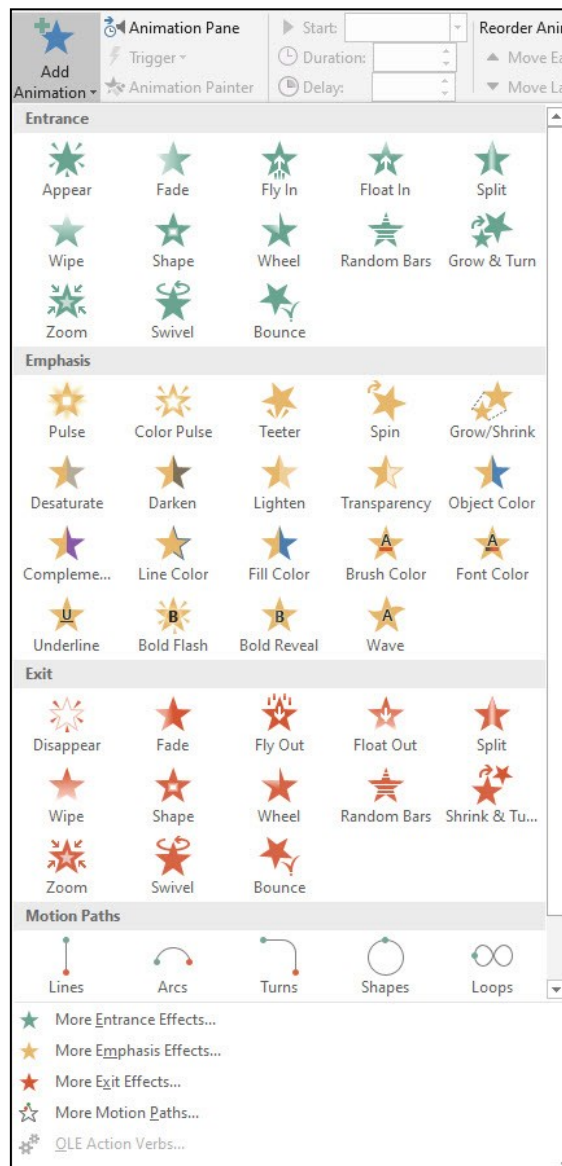 Add
Animation
Animation Pane
Trigger
Animation Painter
Start:
Duration:
Delay:
Reorder Ani
Move Ea
Move La
Entrance
Appear Fade Fly In Float In Split
Wipe Shape Wheel Random Bars Grow & Turn
Zoom Swivel Bounce
Emphasis
Pulse Color Pulse Teeter Spin Grow/Shrink
Desaturate Darken Lighten Transparency Object Color
Compleme... Line Color Fill Color Brush Color Font Color
Underline Bold Flash Bold Reveal Wave
Exit
Disappear Fade Fly Out Float Out Split
Wipe Shape Wheel Random Bars Shrink & Tu...
Zoom Swivel Bounce
Motion Paths
Lines Arcs Turns Shapes Loops
More Entrance Effects...
More Emphasis Effects...
More Exit Effects...
More Motion Paths...
OLE Action Verbs...